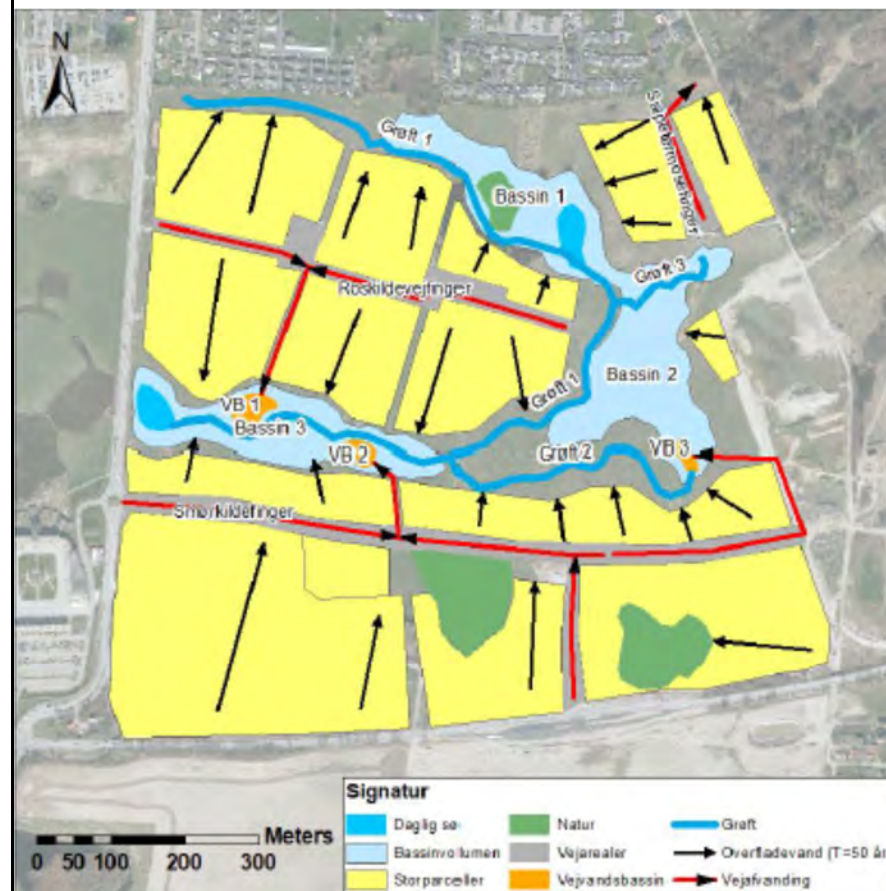 N
Grøft 1
Bassin 1
Grøft 3
Roskildevejfinger
Bassin 2
Grøft 1
VB 1
Bassin 3
VB 2
Grøft 2
VB 3
Smørkildefinger
Signatur
Daglig sø
Natur
Grøft
Bassinvollumen
Vejarealer
Overfladevand (T=50 år
Storparceller
Vejvandsbassin
Vejafvanding
Meters
0 50 100 200 300